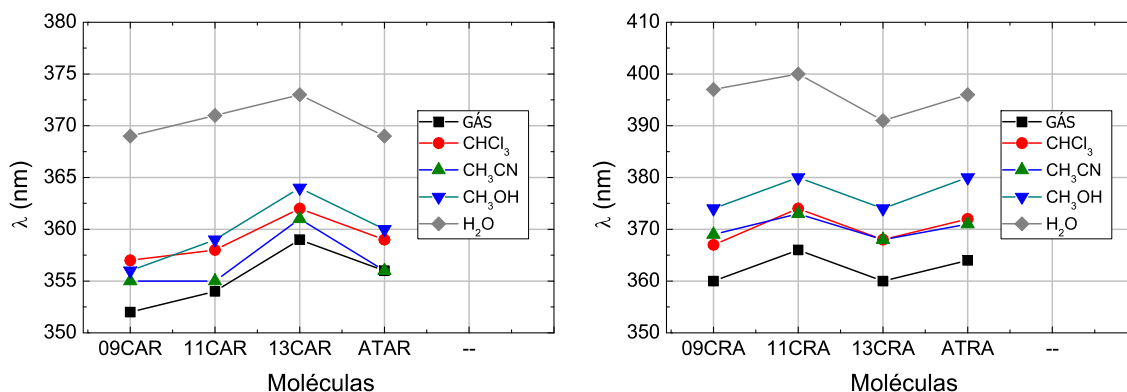 380
375
370
365
360
355
350
λ (nm)
09CAR 11CAR 13CAR ATAR --
Moléculas
GÁS
CHCl₃
CH₃CN
CH₃OH
H₂O
410
400
390
380
370
360
350
λ (nm)
09CRA 11CRA 13CRA ATRA --
Moléculas
GÁS
CHCl₃
CH₃CN
CH₃OH
H₂O